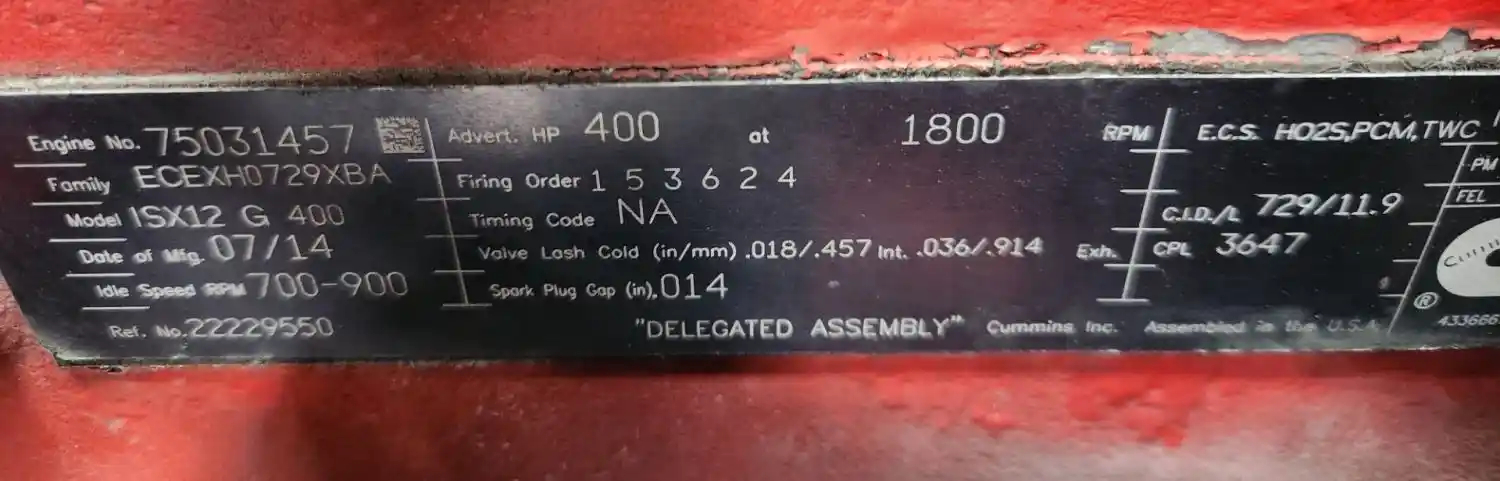 Engine No. 75031457 Advert. HP 400 at 1800 RPM E.C.S. HO2S,PCM,TWC
Family ECEXH0729XBA Firing Order 1 5 3 6 2 4 -PM
Model ISX12 G 400 Timing Code NA C.I.D./L 729/11.9 FEL
Date of Mfg. 07/14 Valve Lash Cold (in/mm) .018/.457 Int. .036/.914 Exh. CPL 3647
Idle Speed RPM 700-900 Spark Plug Gap (in). 014 ®
Ref. No. 22229550 "DELEGATED ASSEMBLY" Cummins Inc. Assembled in the U.S.A. 433666